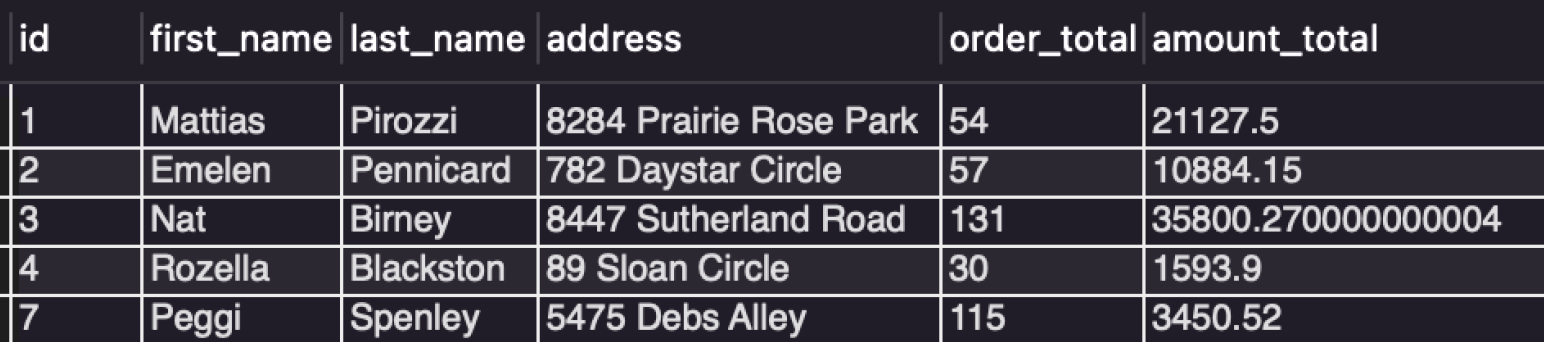 id first_name last_name address order_total amount_total
1 Mattias Pirozzi 8284 Prairie Rose Park 54 21127.5
2 Emelen Pennicard 782 Daystar Circle 57 10884.15
3 Nat Birney 8447 Sutherland Road 131 35800.270000000004
4 Rozella Blackston 89 Sloan Circle 30 1593.9
7 Peggi Spenley 5475 Debs Alley 115 3450.52